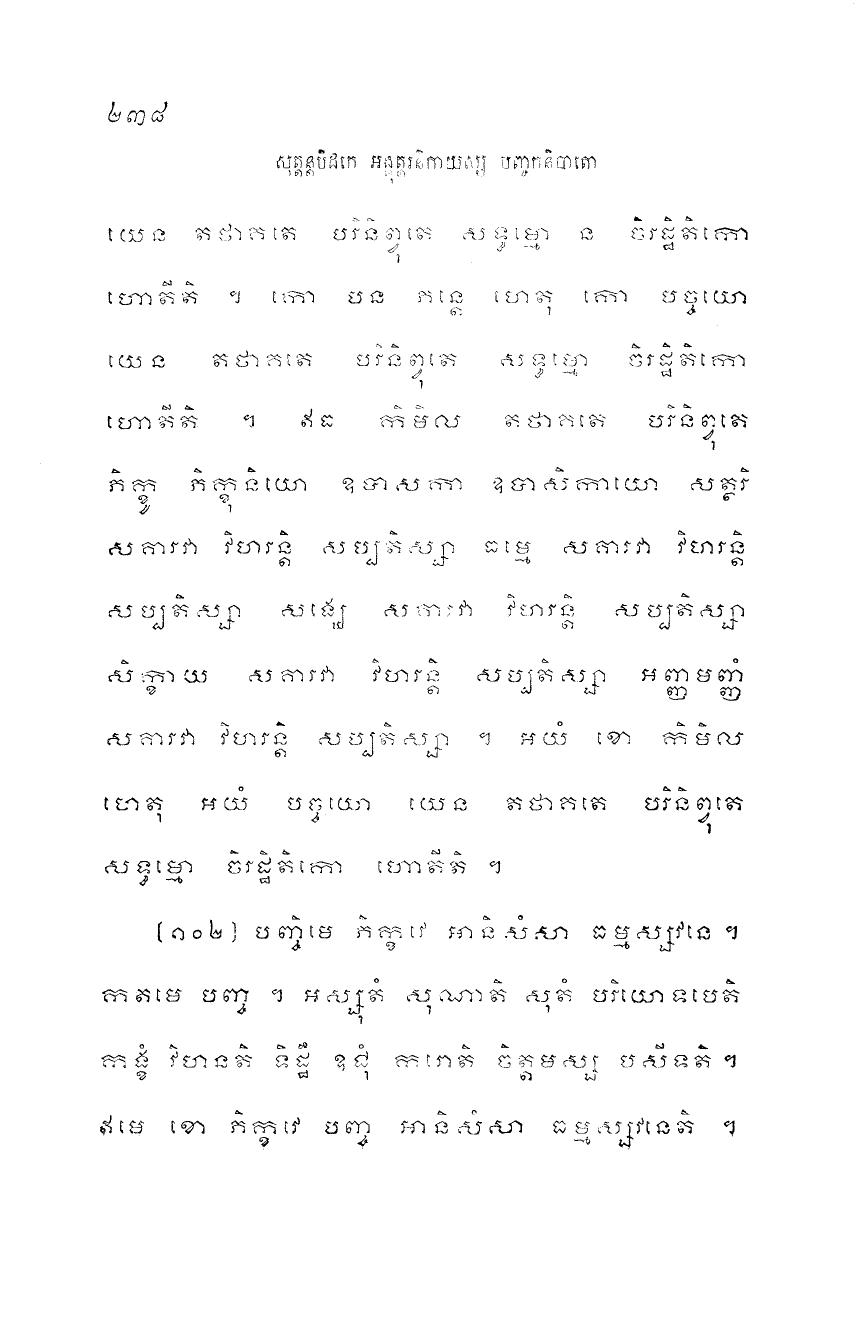 ២៣៨
សុត្តន្តបិដកេ អង្គុត្តរនិកាយស្ស បញ្ចកនិបាតោ
យេន តថាគតេ បរិនិព្វុតេ សទ្ធម្មោ ន ចិរដ្ឋិតិកោ
ហោតីតិ ។ កោ បន ភន្តេ ហេតុ កោ បច្ចយោ
យេន តថាគតេ បរិនិព្វុតេ សទ្ធម្មោ ចិរដ្ឋិតិកោ
ហោតីតិ ។ ឥធ កិមិល តថាគតេ បរិនិព្វុតេ
ភិក្ខូ ភិក្ខុនិយោ ឧបាសកា ឧបាសិកាយោ សត្ថរិ
សគារវា វិហរន្តិ សប្បតិស្សា ធម្មេ សគារវា វិហរន្តិ
សប្បតិស្សា សង្ឃេ សគារវា វិហរន្តិ សប្បតិស្សា
សិក្ខាយ សគារវា វិហរន្តិ សប្បតិស្សា អញ្ញមញ្ញំ
សគារវា វិហរន្តិ សប្បតិស្សា ។ អយំ ខោ កិមិល
ហេតុ អយំ បច្ចយោ យេន តថាគតេ បរិនិព្វុតេ
សទ្ធម្មោ ចិរដ្ឋិតិកោ ហោតីតិ ។
[១០២] បញ្ចិមេ ភិក្ខវេ អានិសំសា ធម្មស្សវនេ ។
កតមេ បញ្ច ។ អស្សុតំ សុណាតិ សុតំ បរិយោទបេតិ
កង្ខំ វិហនតិ ទិដ្ឋឹ ឧជុំ ករោតិ ចិត្តមស្ស បសីទតិ ។
ឥមេ ខោ ភិក្ខវេ បញ្ច អានិសំសា ធម្មស្សវនេតិ ។